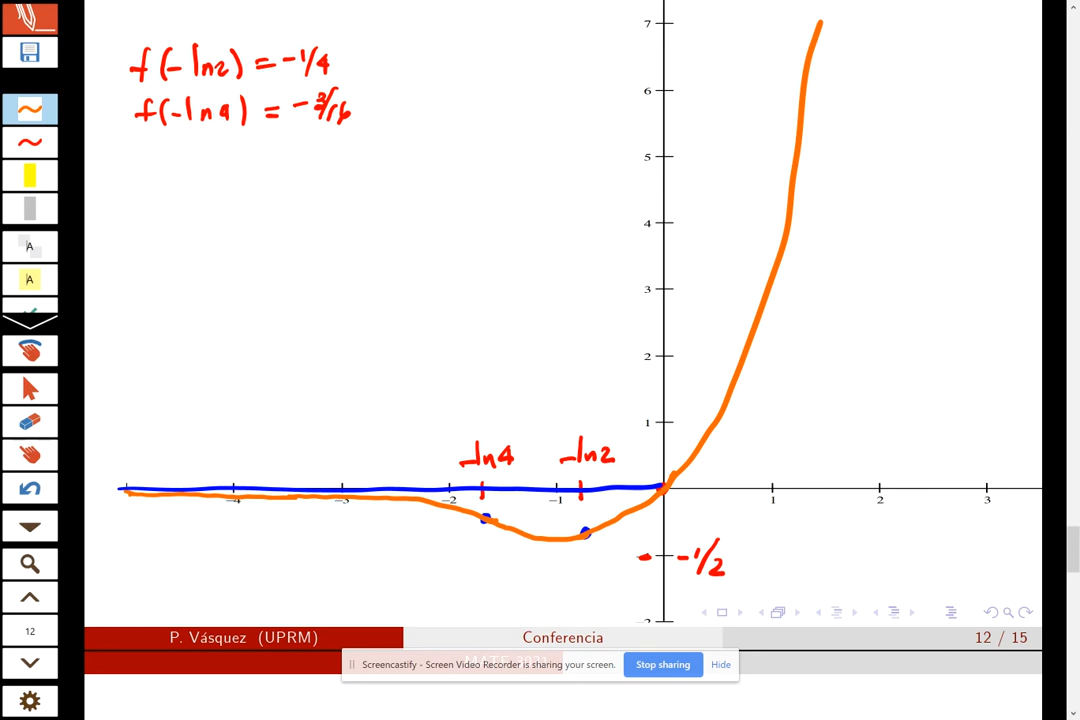 f(-ln2) = -1/4
f(-ln4) = -3/16
7
6
5
4
3
2
1
-ln4
-ln2
-4
-3
-2
-1
1
2
3
- -1/2
A
A
12
P. Vásquez (UPRM)
Conferencia
12 / 15
Screencastify - Screen Video Recorder is sharing your screen.
Stop sharing
Hide